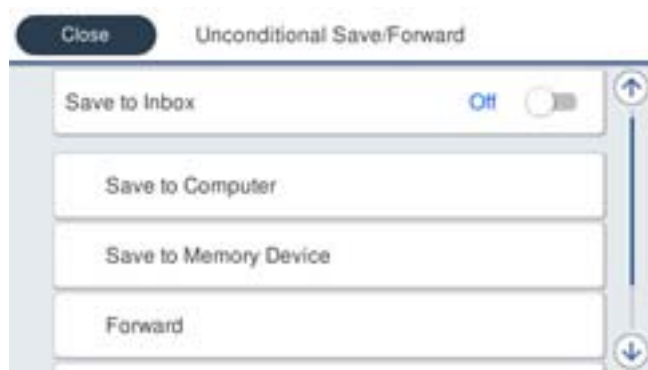 Close Unconditional Save/Forward
Save to Inbox Off
Save to Computer
Save to Memory Device
Forward